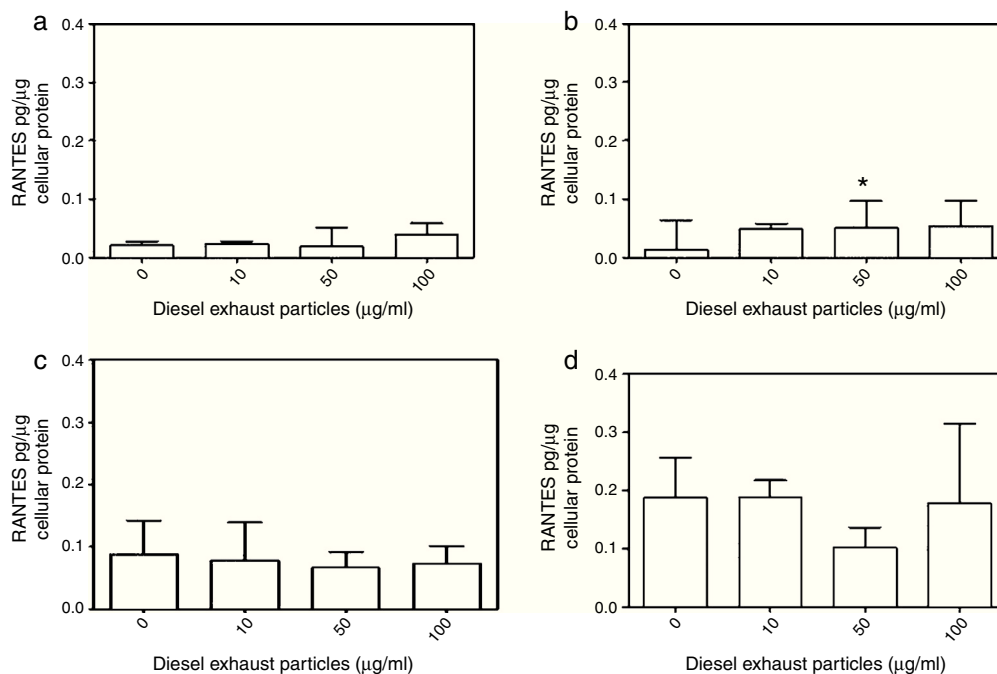 a
RANTES pg/μg
cellular protein
0.4
0.3
0.2
0.1
0.0
0
10
50
100
Diesel exhaust particles (μg/ml)
b
RANTES pg/μg
cellular protein
0.4
0.3
0.2
0.1
0.0
*
0
10
50
100
Diesel exhaust particles (μg/ml)
c
RANTES pg/μg
cellular protein
0.4
0.3
0.2
0.1
0.0
0
10
50
100
Diesel exhaust particles (μg/ml)
d
RANTES pg/μg
cellular protein
0.4
0.3
0.2
0.1
0.0
0
10
50
100
Diesel exhaust particles (μg/ml)